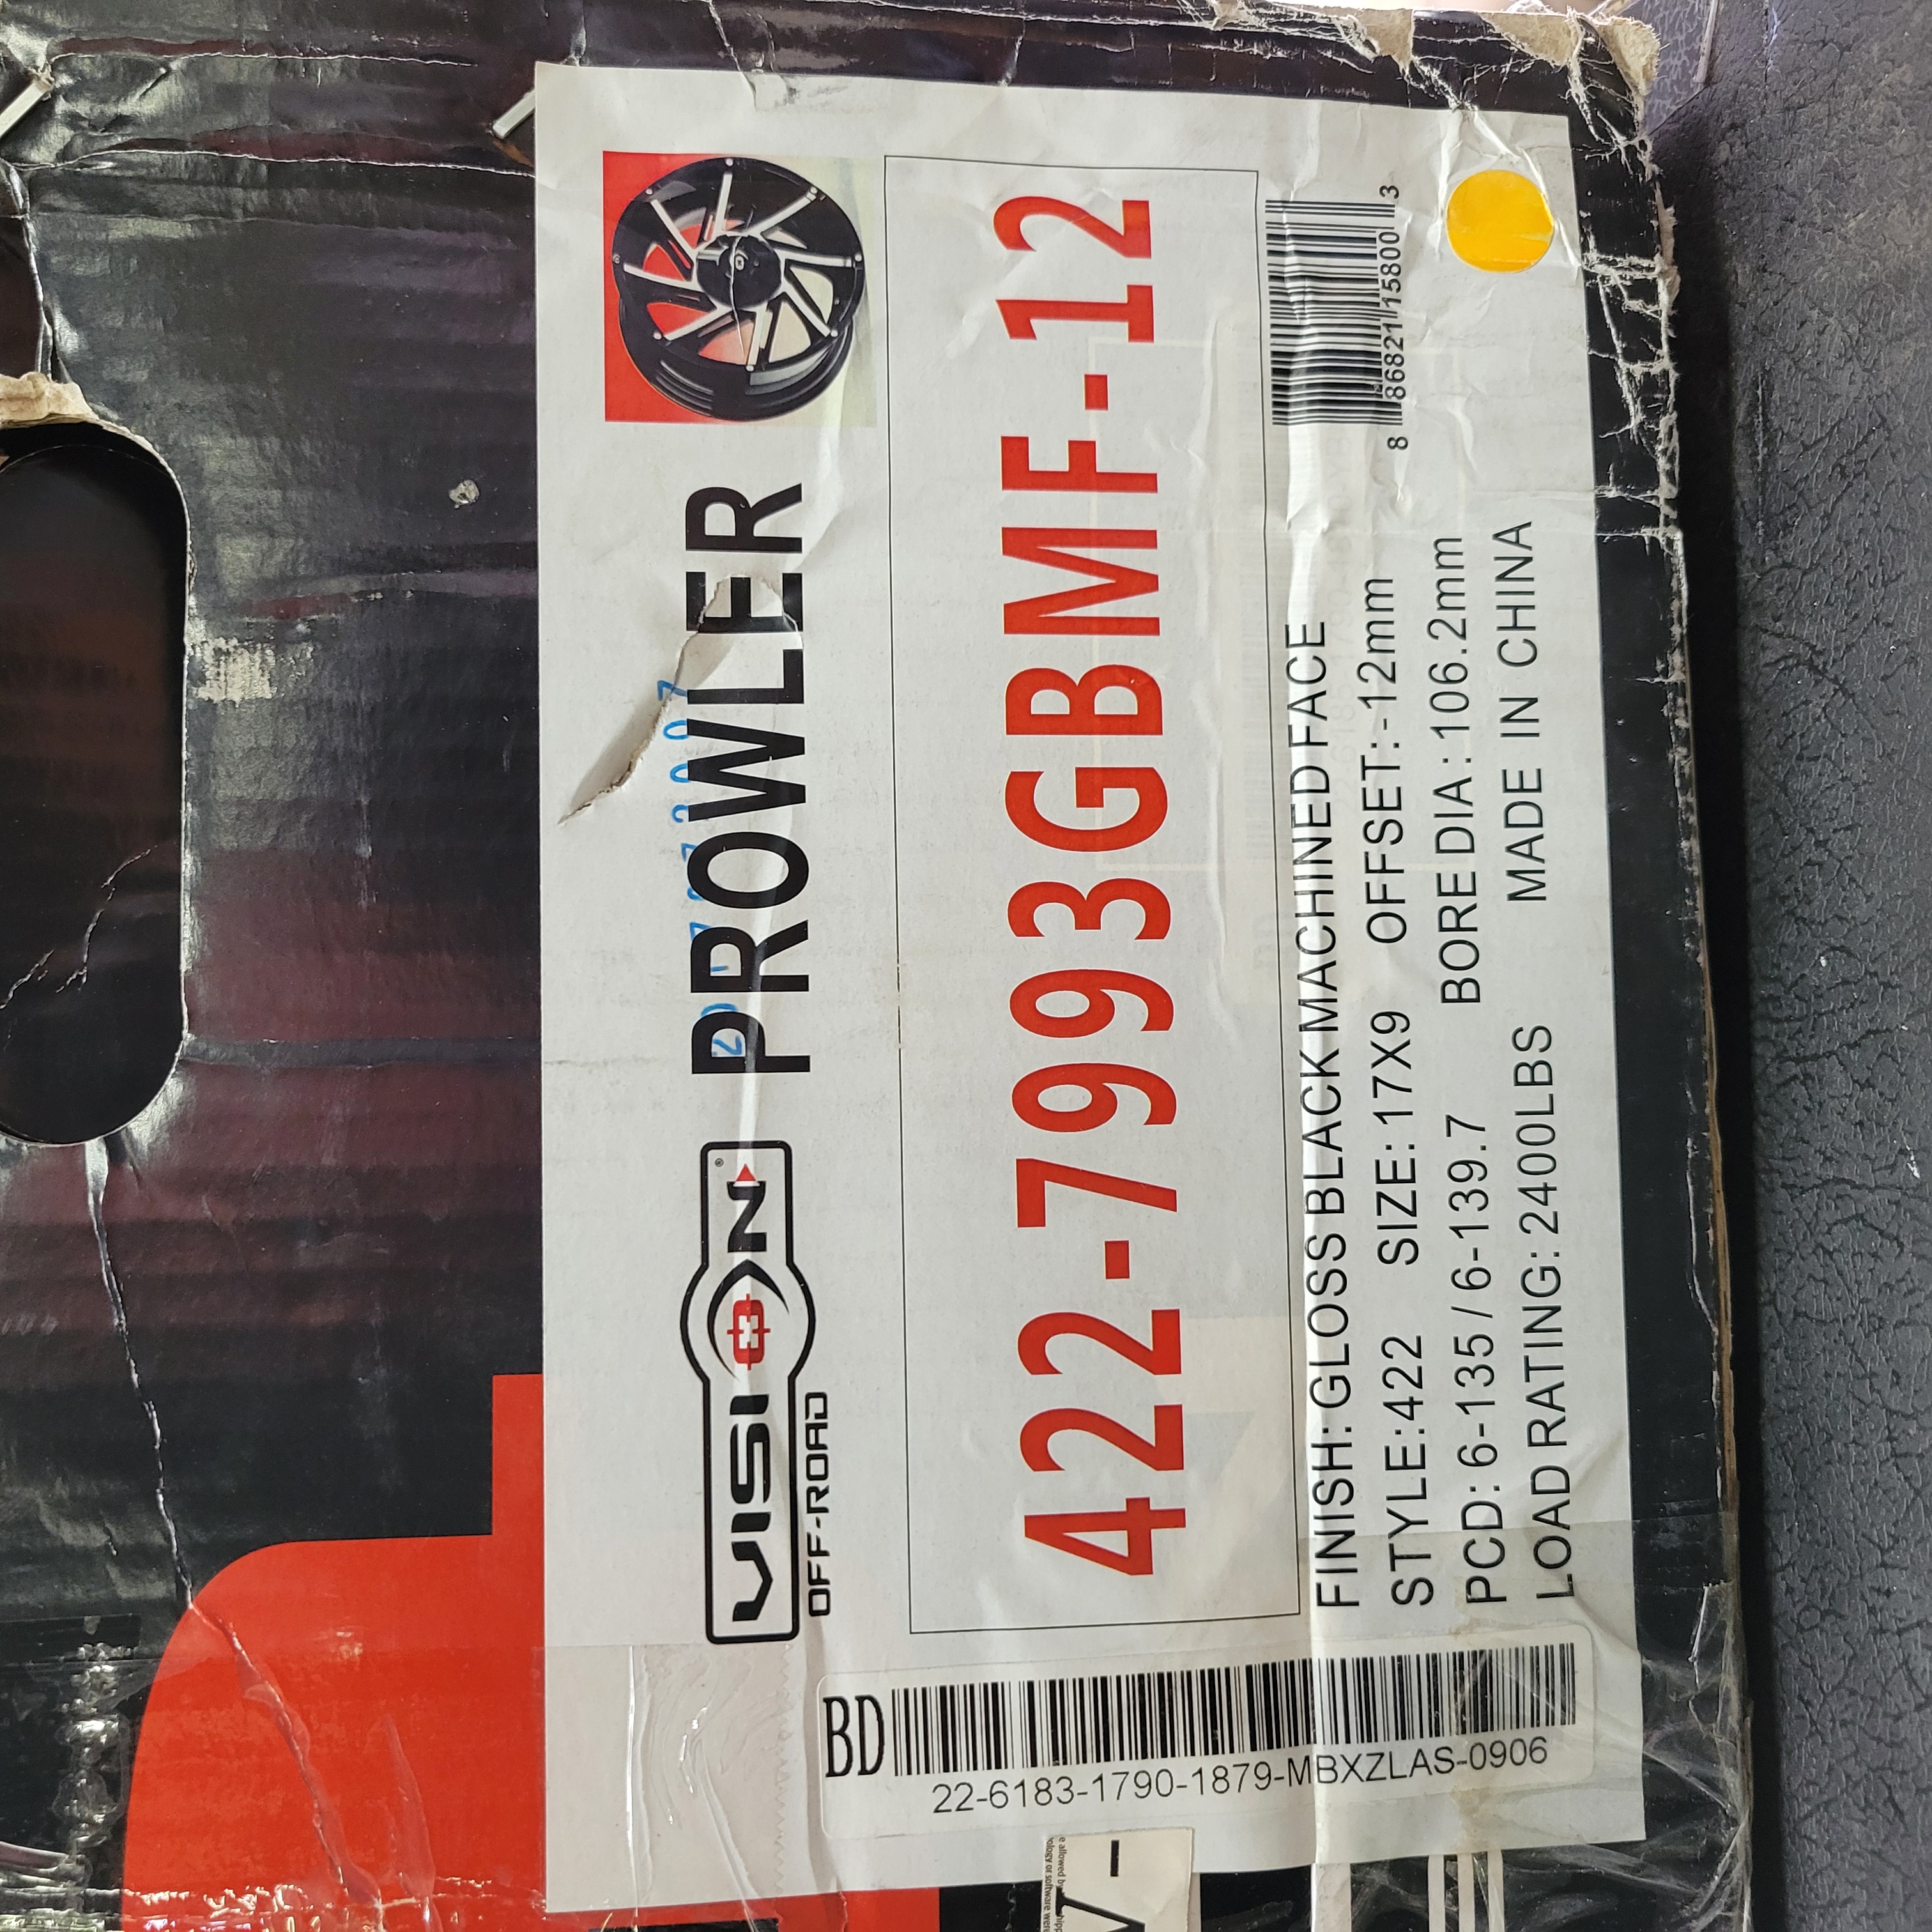 VISION®
OFF-ROAD
PROWLER
422-7993GBMF-12
FINISH: GLOSS BLACK MACHINED FACE
STYLE:422 SIZE: 17X9 OFFSET:-12mm
PCD: 6-135 / 6-139.7 BORE DIA : 106.2mm
LOAD RATING: 2400LBS MADE IN CHINA
8 86821 15800 3
BD
22-6183-1790-1879-MBXZLAS-0906